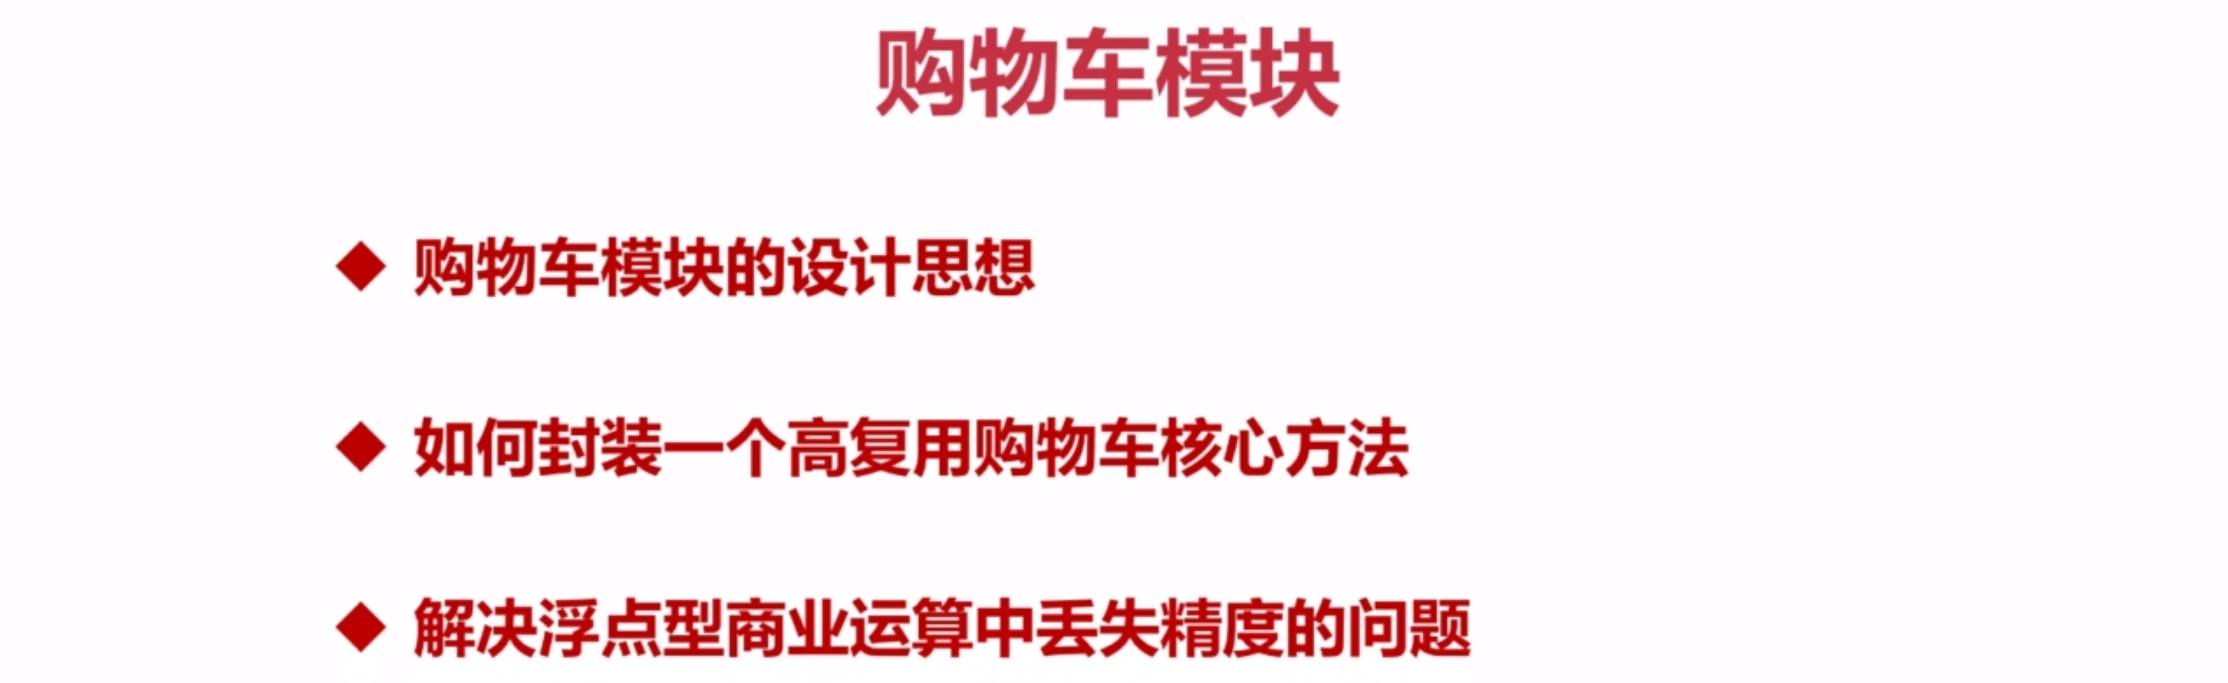 购物车模块
◆ 购物车模块的设计思想
◆ 如何封装一个高复用购物车核心方法
◆ 解决浮点型商业运算中丢失精度的问题